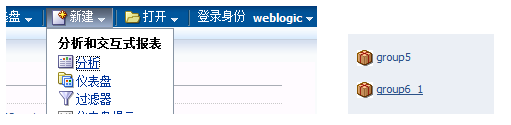 盘 新建 打开 登录身份 weblogic
分析和交互式报表
分析
仪表盘
过滤器
group5
group6_1